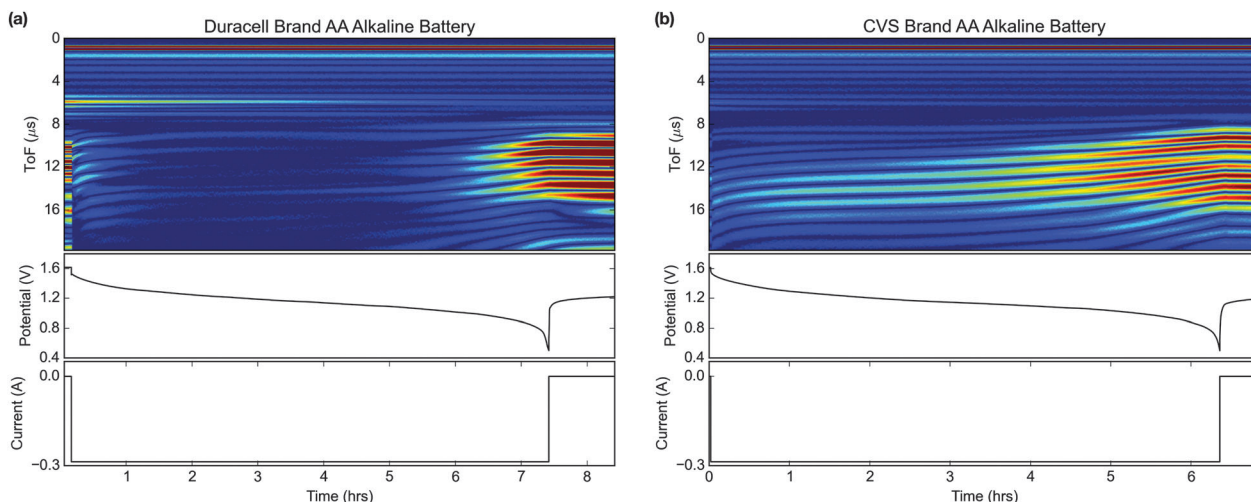 (a)
Duracell Brand AA Alkaline Battery
0
4
8
12
16
ToF (μs)
1.6
1.2
0.8
0.4
Potential (V)
0.0
−0.3
Current (A)
1 2 3 4 5 6 7 8
Time (hrs)
(b)
CVS Brand AA Alkaline Battery
0
4
8
12
16
ToF (μs)
1.6
1.2
0.8
0.4
Potential (V)
0.0
−0.3
Current (A)
0 1 2 3 4 5 6
Time (hrs)